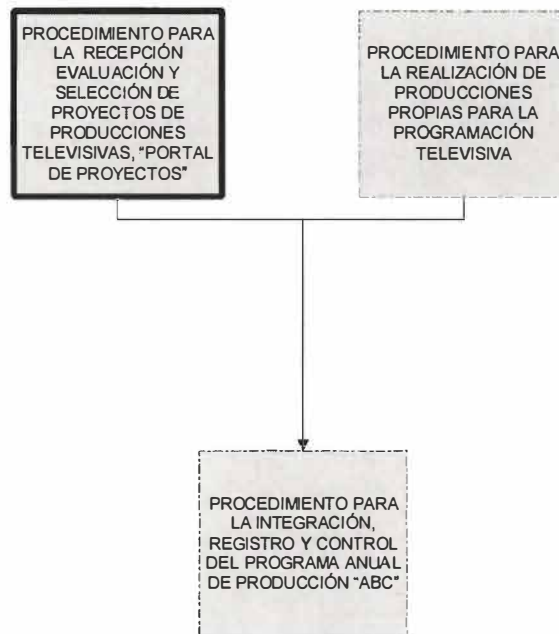 PROCEDIMIENTO PARA
LA RECEPCIÓN
EVALUACIÓN Y
SELECCIÓN DE
PROYECTOS DE
PRODUCCIONES
TELEVISIVAS, "PORTAL
DE PROYECTOS"
PROCEDIMIENTO PARA
LA REALIZACIÓN DE
PRODUCCIONES
PROPIAS PARA LA
PROGRAMACIÓN
TELEVISIVA
PROCEDIMIENTO PARA
LA INTEGRACIÓN,
REGISTRO Y CONTROL
DEL PROGRAMA ANUAL
DE PRODUCCIÓN "ABC"